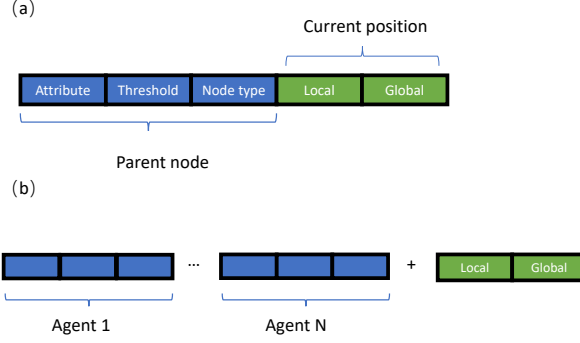 (a)
Current position
Attribute Threshold Node type Local Global
Parent node
(b)
... + Local Global
Agent 1 Agent N